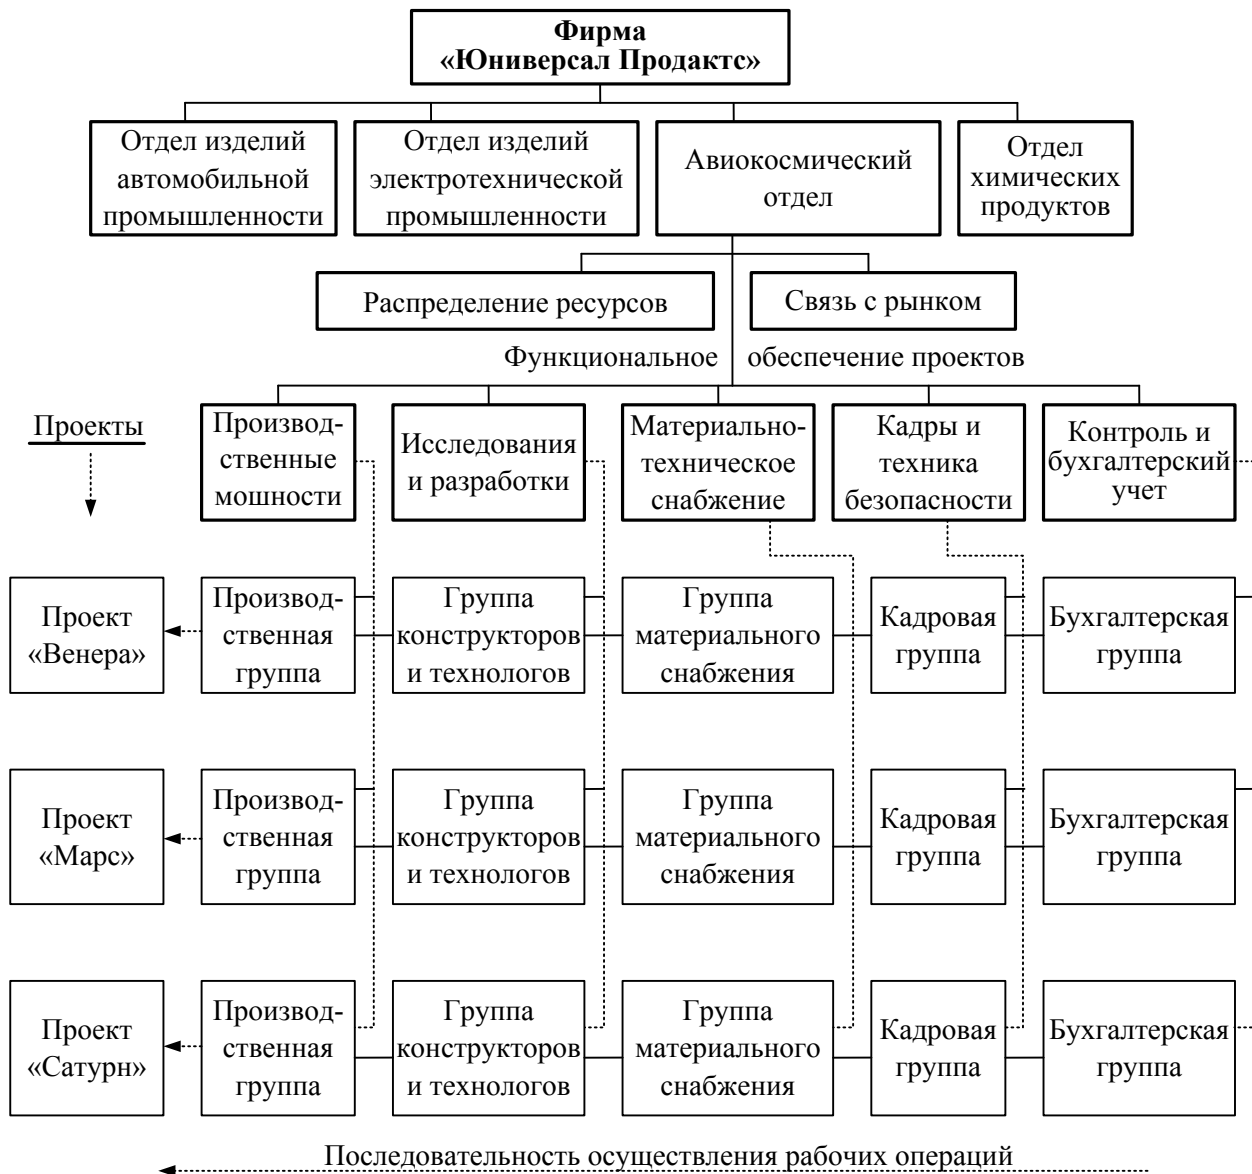 Фирма
«Юниверсал Продактс»
Отдел изделий
автомобильной
промышленности
Отдел изделий
электротехнической
промышленности
Авиокосмический
отдел
Отдел
химических
продуктов
Распределение ресурсов
Связь с рынком
Функциональное обеспечение проектов
Проекты
Производ-
ственные
мошности
Исследования
и разработки
Материально-
техническое
снабжение
Кадры и
техника
безопасности
Контроль и
бухгалтерский
учет
Проект
«Венера»
Производ-
ственная
группа
Группа
конструкторов
и технологов
Группа
материального
снабжения
Кадровая
группа
Бухгалтерская
группа
Проект
«Марс»
Производ-
ственная
группа
Группа
конструкторов
и технологов
Группа
материального
снабжения
Кадровая
группа
Бухгалтерская
группа
Проект
«Сатурн»
Производ-
ственная
группа
Группа
конструкторов
и технологов
Группа
материального
снабжения
Кадровая
группа
Бухгалтерская
группа
Последовательность осуществления рабочих операций